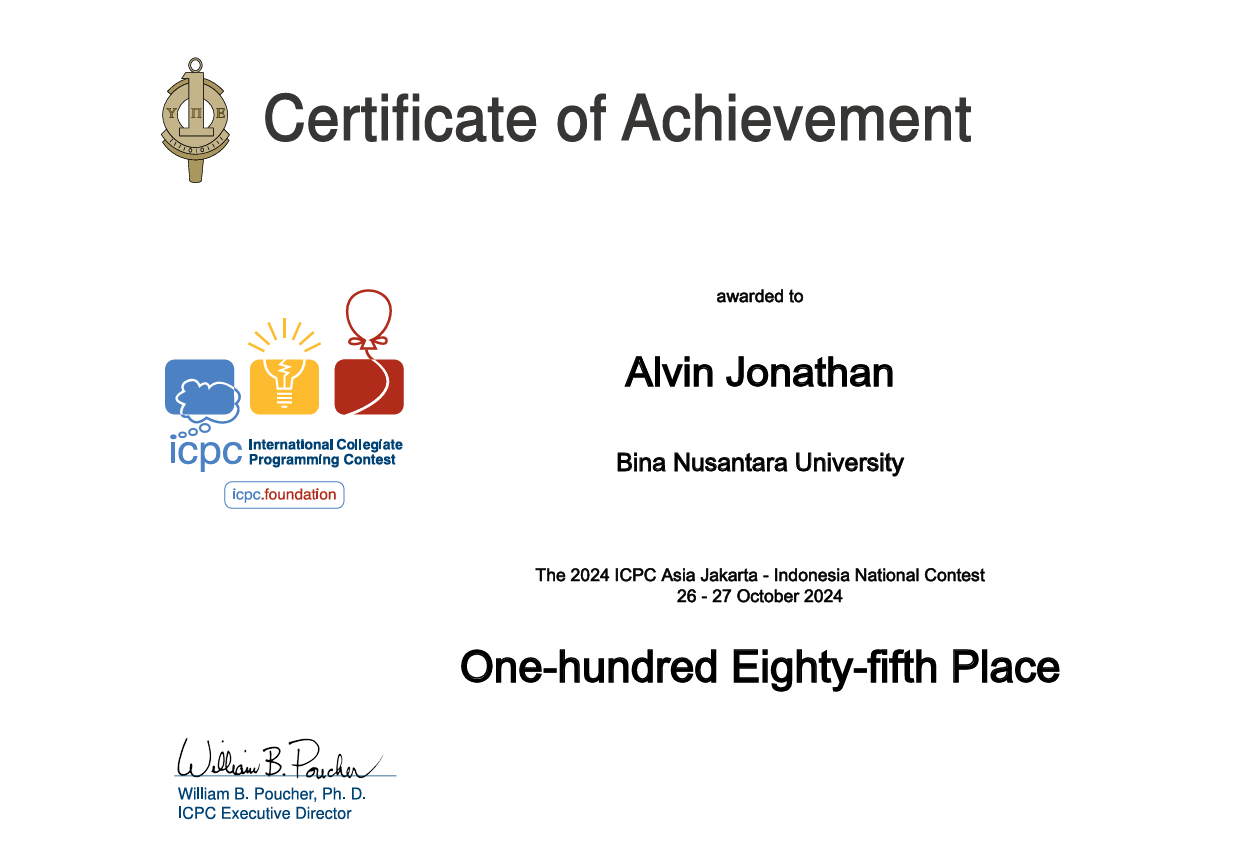 Υ Π Ε
Certificate of Achievement
awarded to
Alvin Jonathan
Bina Nusantara University
icpc International Collegiate
Programming Contest
icpc.foundation
The 2024 ICPC Asia Jakarta - Indonesia National Contest
26 - 27 October 2024
One-hundred Eighty-fifth Place
William B. Poucher
William B. Poucher, Ph. D.
ICPC Executive Director